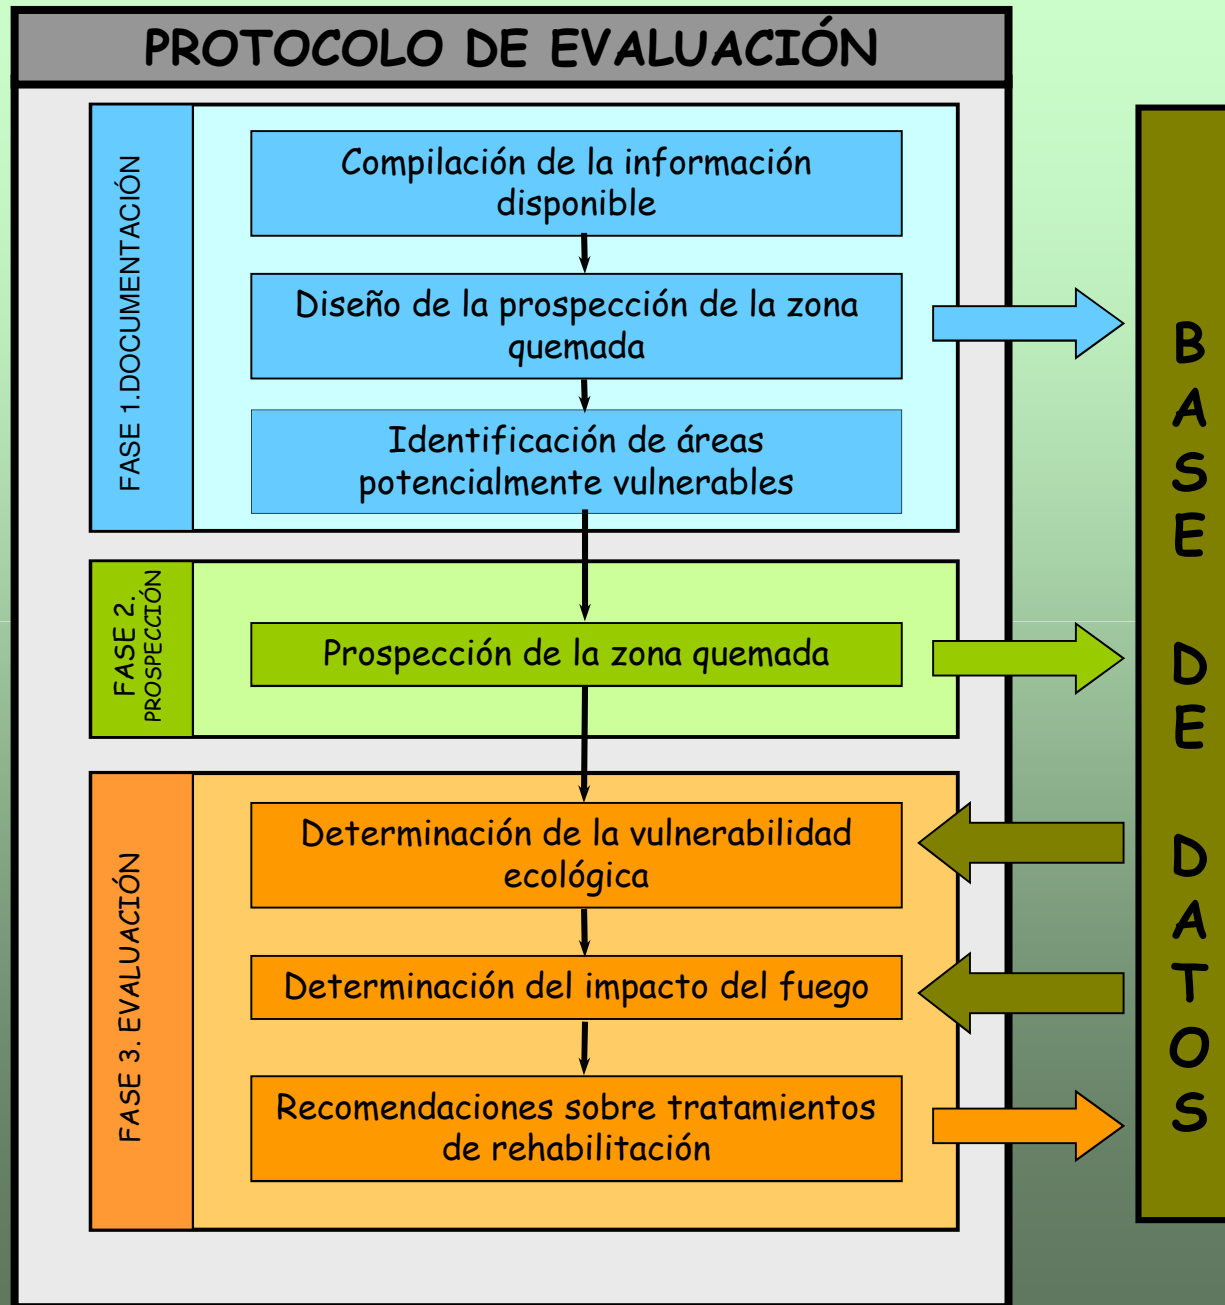 PROTOCOLO DE EVALUACIÓN
FASE 1.DOCUMENTACIÓN
Compilación de la información
disponible
Diseño de la prospección de la zona
quemada
Identificación de áreas
potencialmente vulnerables
FASE 2.
PROSPECCIÓN
Prospección de la zona quemada
FASE 3. EVALUACIÓN
Determinación de la vulnerabilidad
ecológica
Determinación del impacto del fuego
Recomendaciones sobre tratamientos
de rehabilitación
BASE DE DATOS